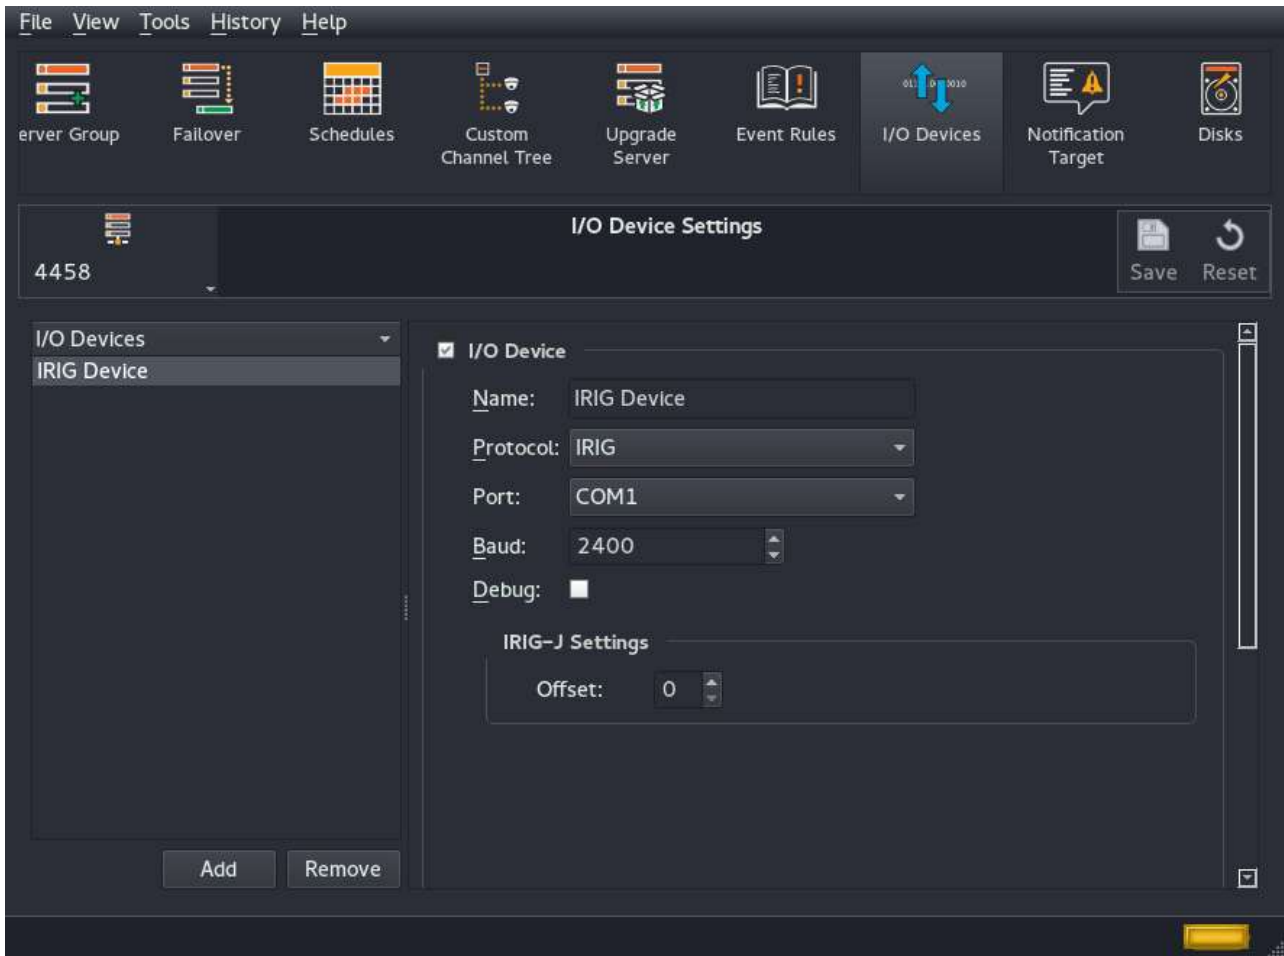 File View Tools History Help
erver Group
Failover
Schedules
Custom
Channel Tree
Upgrade
Server
Event Rules
I/O Devices
Notification
Target
Disks
4458
I/O Device Settings
Save Reset
I/O Devices
IRIG Device
I/O Device
Name: IRIG Device
Protocol: IRIG
Port: COM1
Baud: 2400
Debug:
IRIG-J Settings
Offset: 0
Add Remove